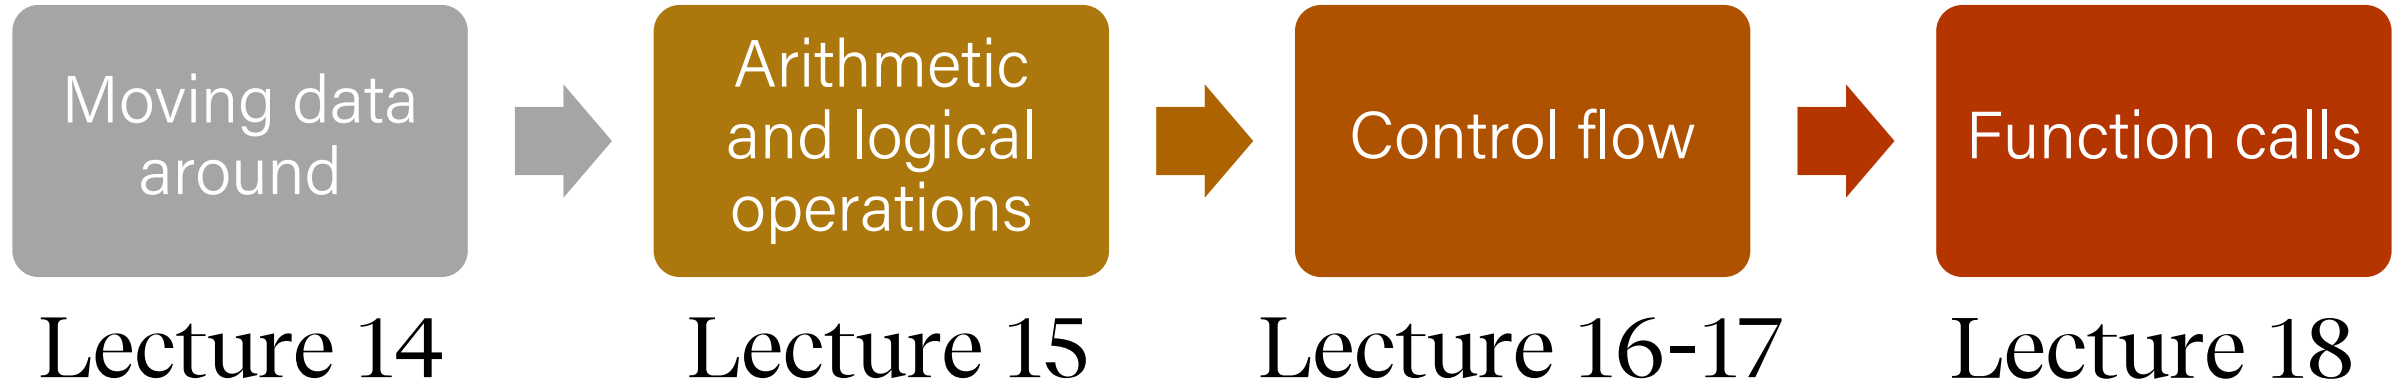 Moving data
around
Arithmetic
and logical
operations
Control flow
Function calls
Lecture 14
Lecture 15
Lecture 16-17
Lecture 18